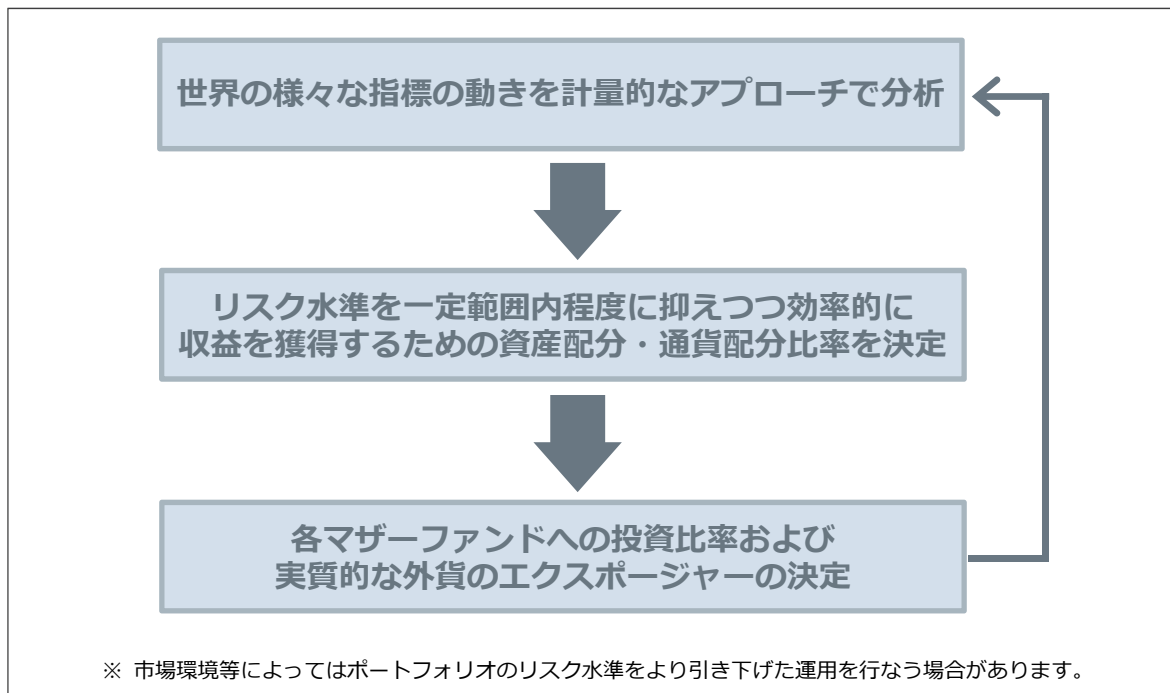 世界の様々な指標の動きを計量的なアプローチで分析
リスク水準を一定範囲内程度に抑えつつ効率的に
収益を獲得するための資産配分・通貨配分比率を決定
各マザーファンドへの投資比率および
実質的な外貨のエクスポージャーの決定
※ 市場環境等によってはポートフォリオのリスク水準をより引き下げた運用を行なう場合があります。